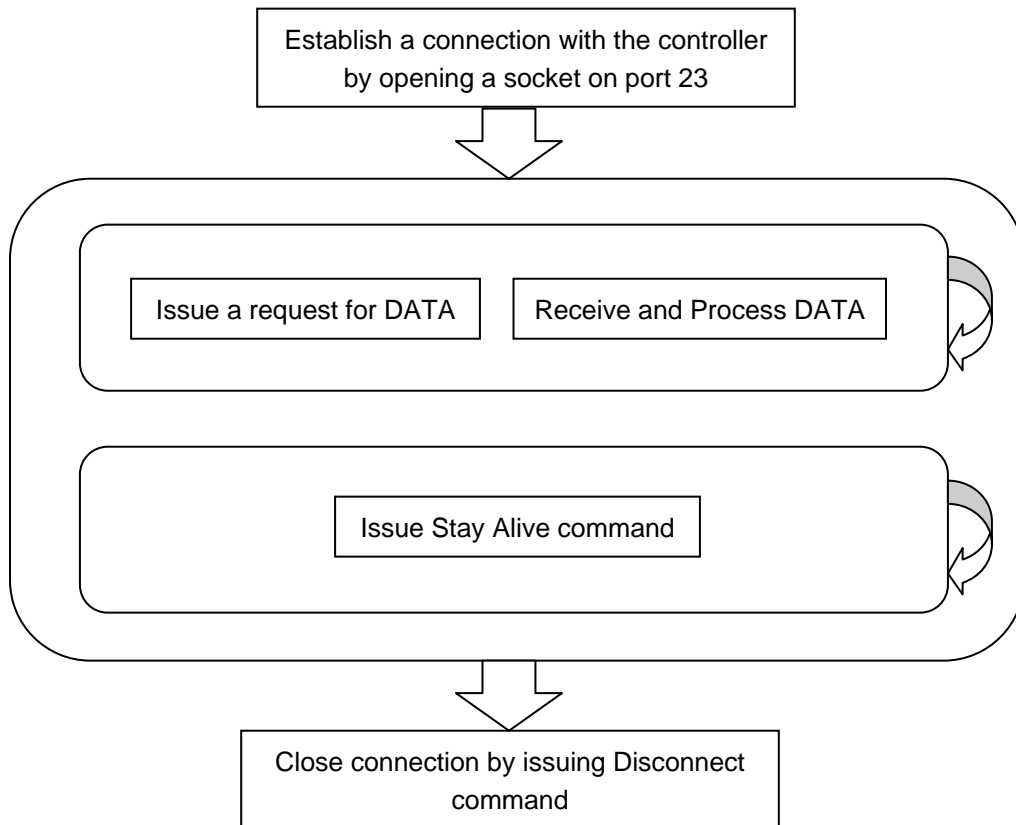 Establish a connection with the controller
by opening a socket on port 23
Issue a request for DATA
Receive and Process DATA
Issue Stay Alive command
Close connection by issuing Disconnect
command